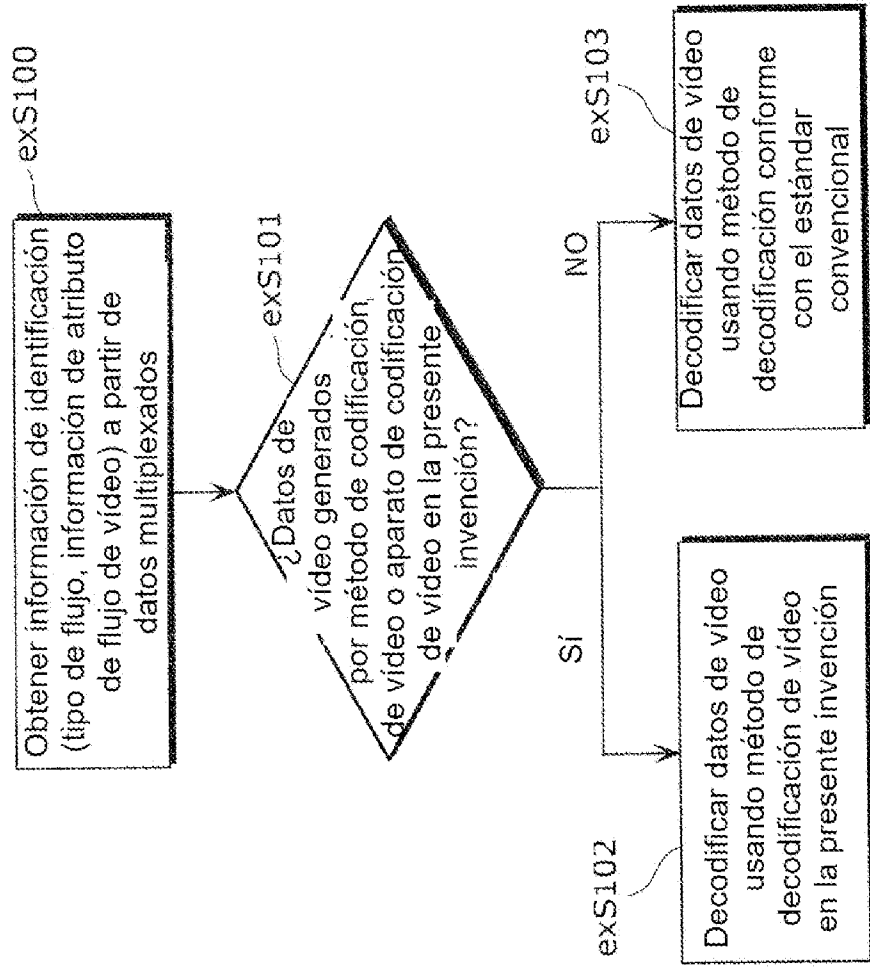 exS100
Obtener información de identificación
(tipo de flujo, información de atributo
de flujo de vídeo) a partir de
datos multiplexados
exS101
¿Datos de
vídeo generados
por método de codificación
de vídeo o aparato de codificación
de vídeo en la presente
invención?
SÍ
NO
exS102
Decodificar datos de vídeo
usando método de
decodificación de vídeo
en la presente invención
exS103
Decodificar datos de vídeo
usando método de
decodificación conforme
con el estándar
convencional